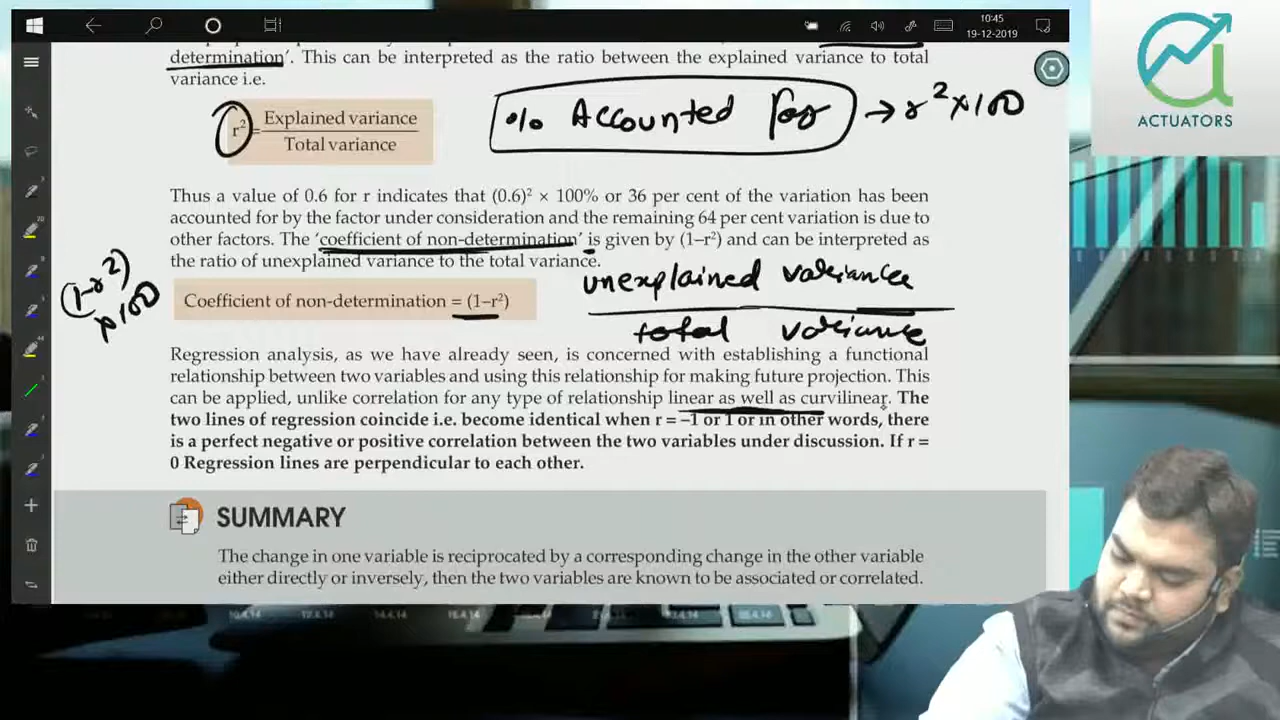 10:45
19-12-2019
ACTUATORS
determination'. This can be interpreted as the ratio between the explained variance to total
variance i.e.
r² = Explained variance
Total variance
% Accounted for → r² × 100
Thus a value of 0.6 for r indicates that (0.6)² × 100% or 36 per cent of the variation has been
accounted for by the factor under consideration and the remaining 64 per cent variation is due to
other factors. The 'coefficient of non-determination' is given by (1–r²) and can be interpreted as
the ratio of unexplained variance to the total variance.
(1-r²)
×100
Coefficient of non-determination = (1–r²)
unexplained variances
total variance
Regression analysis, as we have already seen, is concerned with establishing a functional
relationship between two variables and using this relationship for making future projection. This
can be applied, unlike correlation for any type of relationship linear as well as curvilinear. The
two lines of regression coincide i.e. become identical when r = –1 or 1 or in other words, there
is a perfect negative or positive correlation between the two variables under discussion. If r =
0 Regression lines are perpendicular to each other.
SUMMARY
The change in one variable is reciprocated by a corresponding change in the other variable
either directly or inversely, then the two variables are known to be associated or correlated.